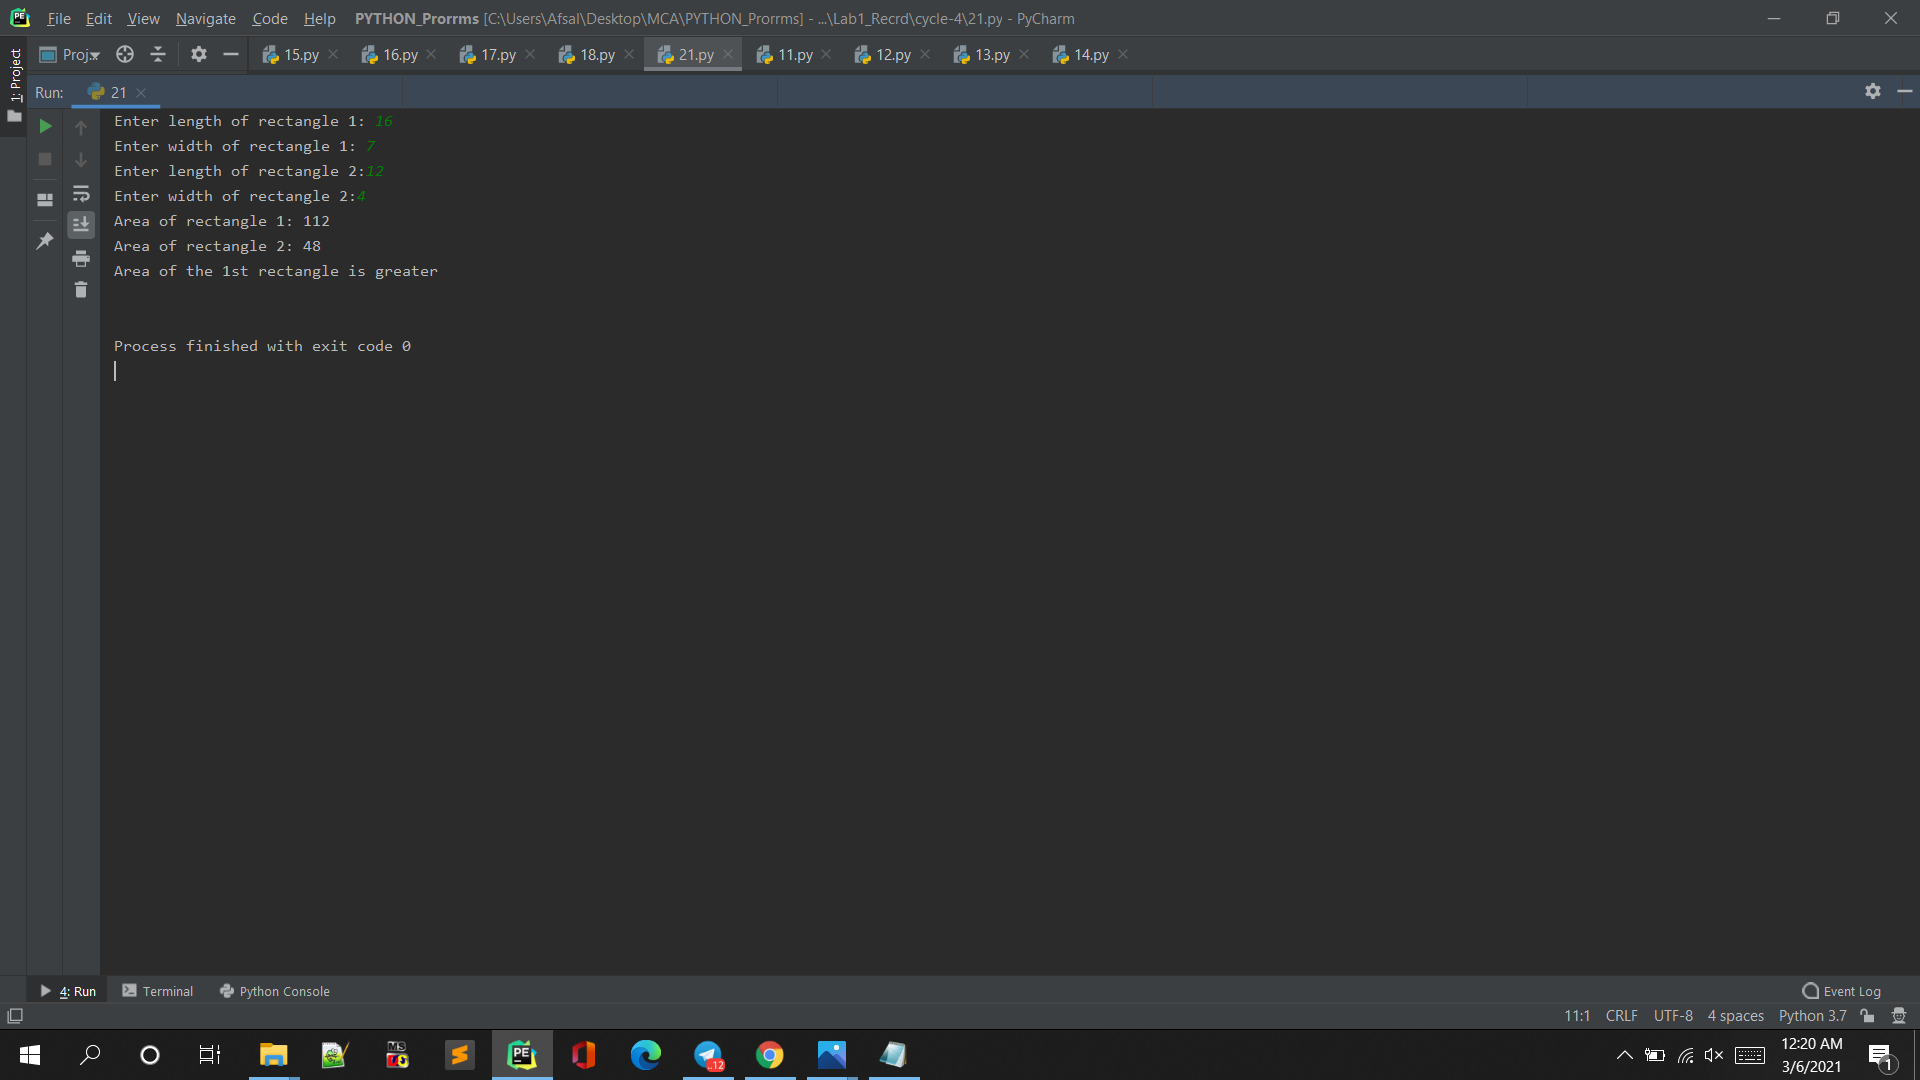 File Edit View Navigate Code Help PYTHON_Prorrms [C:\Users\Afsal\Desktop\MCA\PYTHON_Prorrms] - ...\Lab1_Recrd\cycle-4\21.py - PyCharm
1: Project
Proj... 15.py 16.py 17.py 18.py 21.py 11.py 12.py 13.py 14.py
Run: 21
Enter length of rectangle 1: 16
Enter width of rectangle 1: 7
Enter length of rectangle 2:12
Enter width of rectangle 2:4
Area of rectangle 1: 112
Area of rectangle 2: 48
Area of the 1st rectangle is greater
Process finished with exit code 0
4: Run Terminal Python Console Event Log
11:1 CRLF UTF-8 4 spaces Python 3.7
PE
MS
..12
12:20 AM
3/6/2021
1